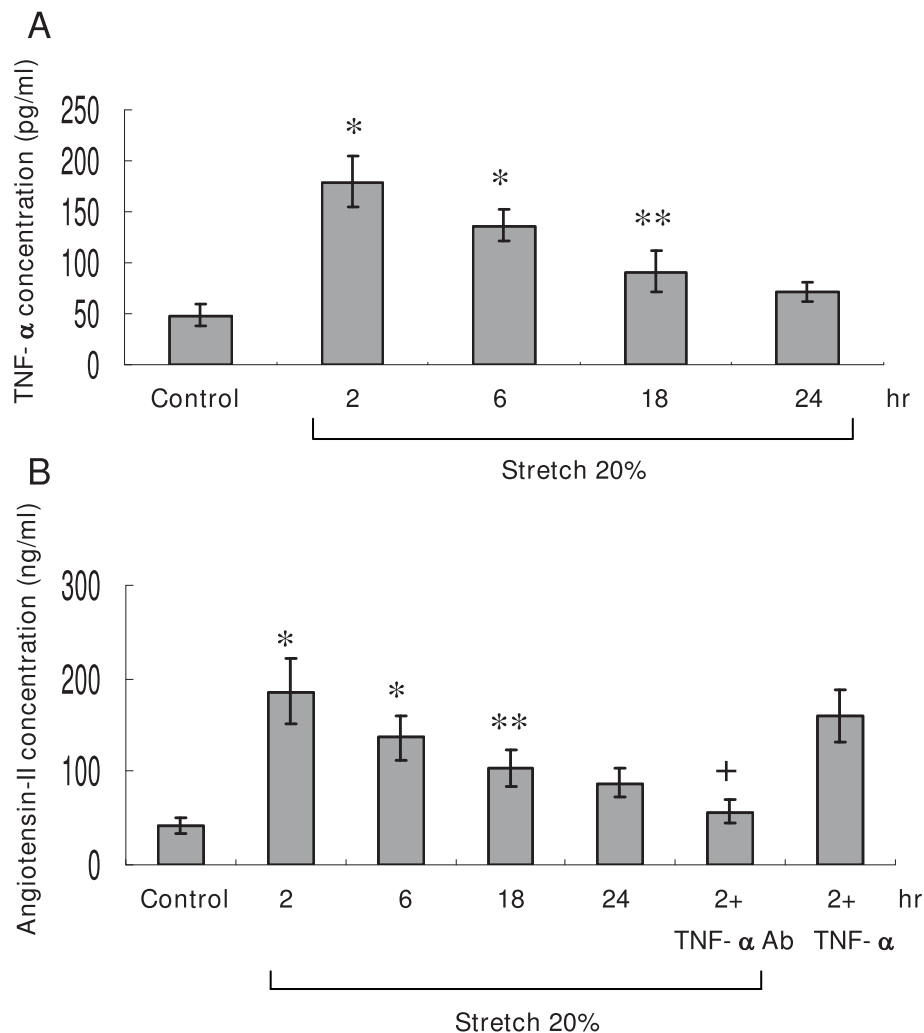 A
TNF- α concentration (pg/ml)
250
200
150
100
50
0
*
*
**
Control 2 6 18 24 hr
Stretch 20%
B
Angiotensin-II concentration (ng/ml)
300
200
100
0
*
*
**
+
Control 2 6 18 24 2+ 2+ hr
TNF- α Ab TNF- α
Stretch 20%